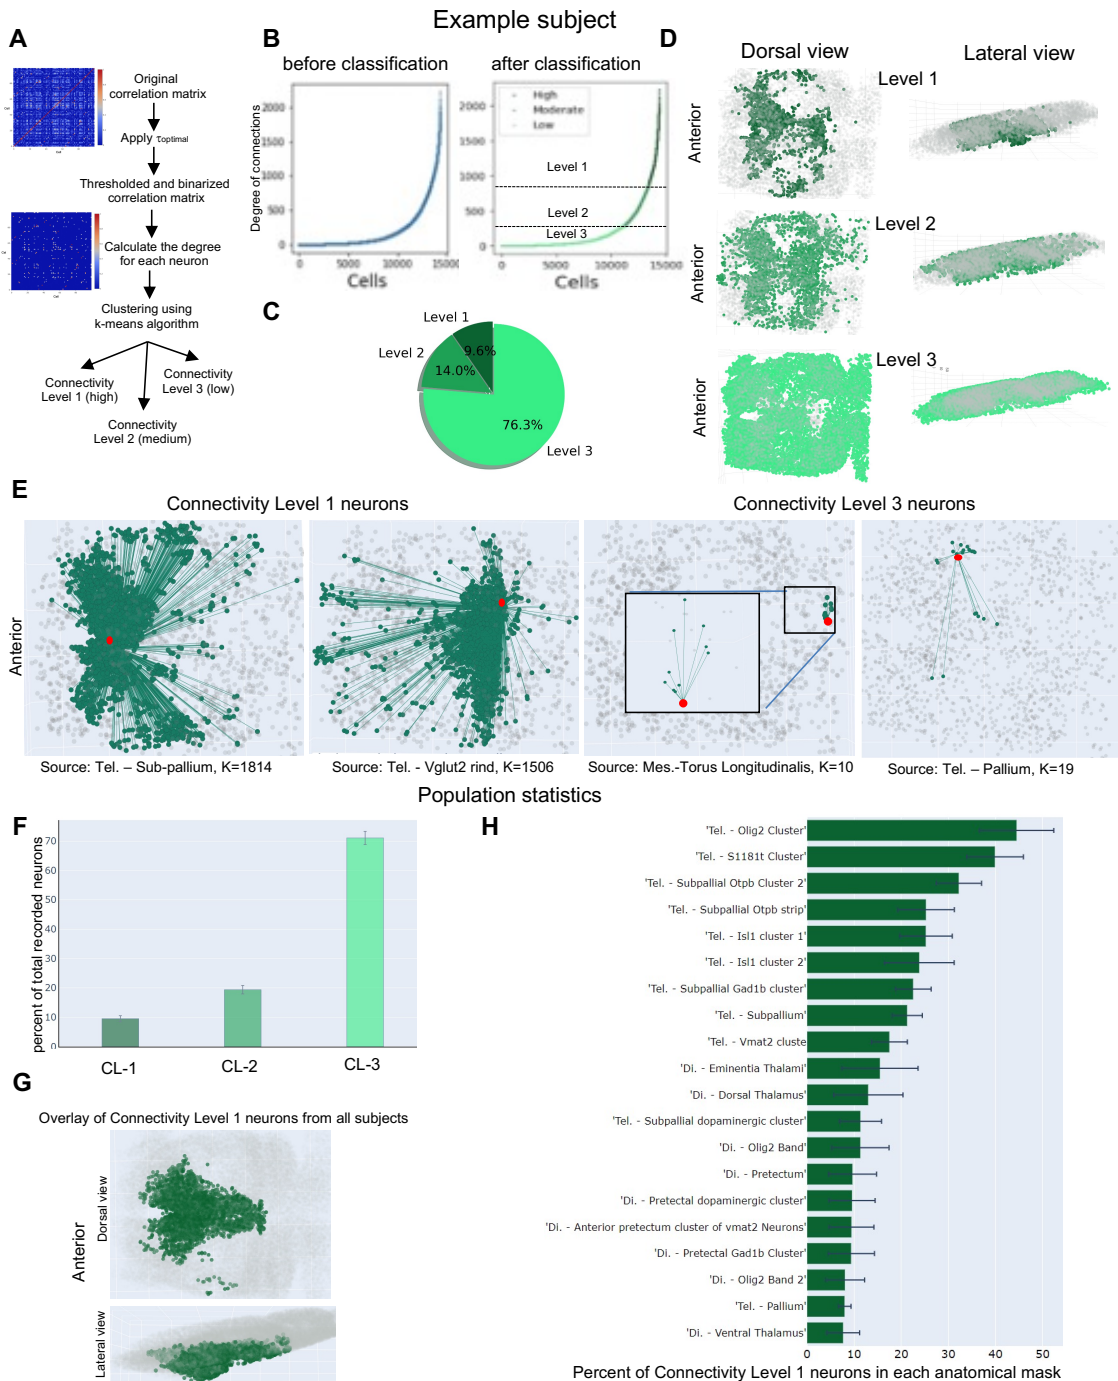 Example subject
A
Original
correlation matrix
Apply τoptimal
Thresholded and binarized
correlation matrix
Calculate the degree
for each neuron
Clustering using
k-means algorithm
Connectivity
Level 1 (high)
Connectivity
Level 3 (low)
Connectivity
Level 2 (medium)
B
before classification
after classification
Degree of connections
2000
1500
1000
500
0
0
5000
10000
15000
Cells
2000
1500
1000
500
0
High
Moderate
Low
Level 1
Level 2
Level 3
0
5000
10000
15000
Cells
C
Level 1
9.6%
Level 2
14.0%
76.3%
Level 3
D
Dorsal view
Lateral view
Level 1
Anterior
Level 2
Anterior
Level 3
Anterior
E
Connectivity Level 1 neurons
Connectivity Level 3 neurons
Anterior
Source: Tel. – Sub-pallium, K=1814
Source: Tel. - Vglut2 rind, K=1506
Source: Mes.-Torus Longitudinalis, K=10
Source: Tel. – Pallium, K=19
Population statistics
F
percent of total recorded neurons
70
60
50
40
30
20
10
0
CL-1
CL-2
CL-3
G
Overlay of Connectivity Level 1 neurons from all subjects
Anterior
Dorsal view
Lateral view
H
'Tel. - Olig2 Cluster'
'Tel. - S1181t Cluster'
'Tel. - Subpallial Otpb Cluster 2'
'Tel. - Subpallial Otpb strip'
'Tel. - Isl1 cluster 1'
'Tel. - Isl1 cluster 2'
'Tel. - Subpallial Gad1b cluster'
'Tel. - Subpallium'
'Tel. - Vmat2 cluste
'Di. - Eminentia Thalami'
'Di. - Dorsal Thalamus'
'Tel. - Subpallial dopaminergic cluster'
'Di. - Olig2 Band'
'Di. - Pretectum'
'Di. - Pretectal dopaminergic cluster'
'Di. - Anterior pretectum cluster of vmat2 Neurons'
'Di. - Pretectal Gad1b Cluster'
'Di. - Olig2 Band 2'
'Tel. - Pallium'
'Di. - Ventral Thalamus'
0
10
20
30
40
50
Percent of Connectivity Level 1 neurons in each anatomical mask